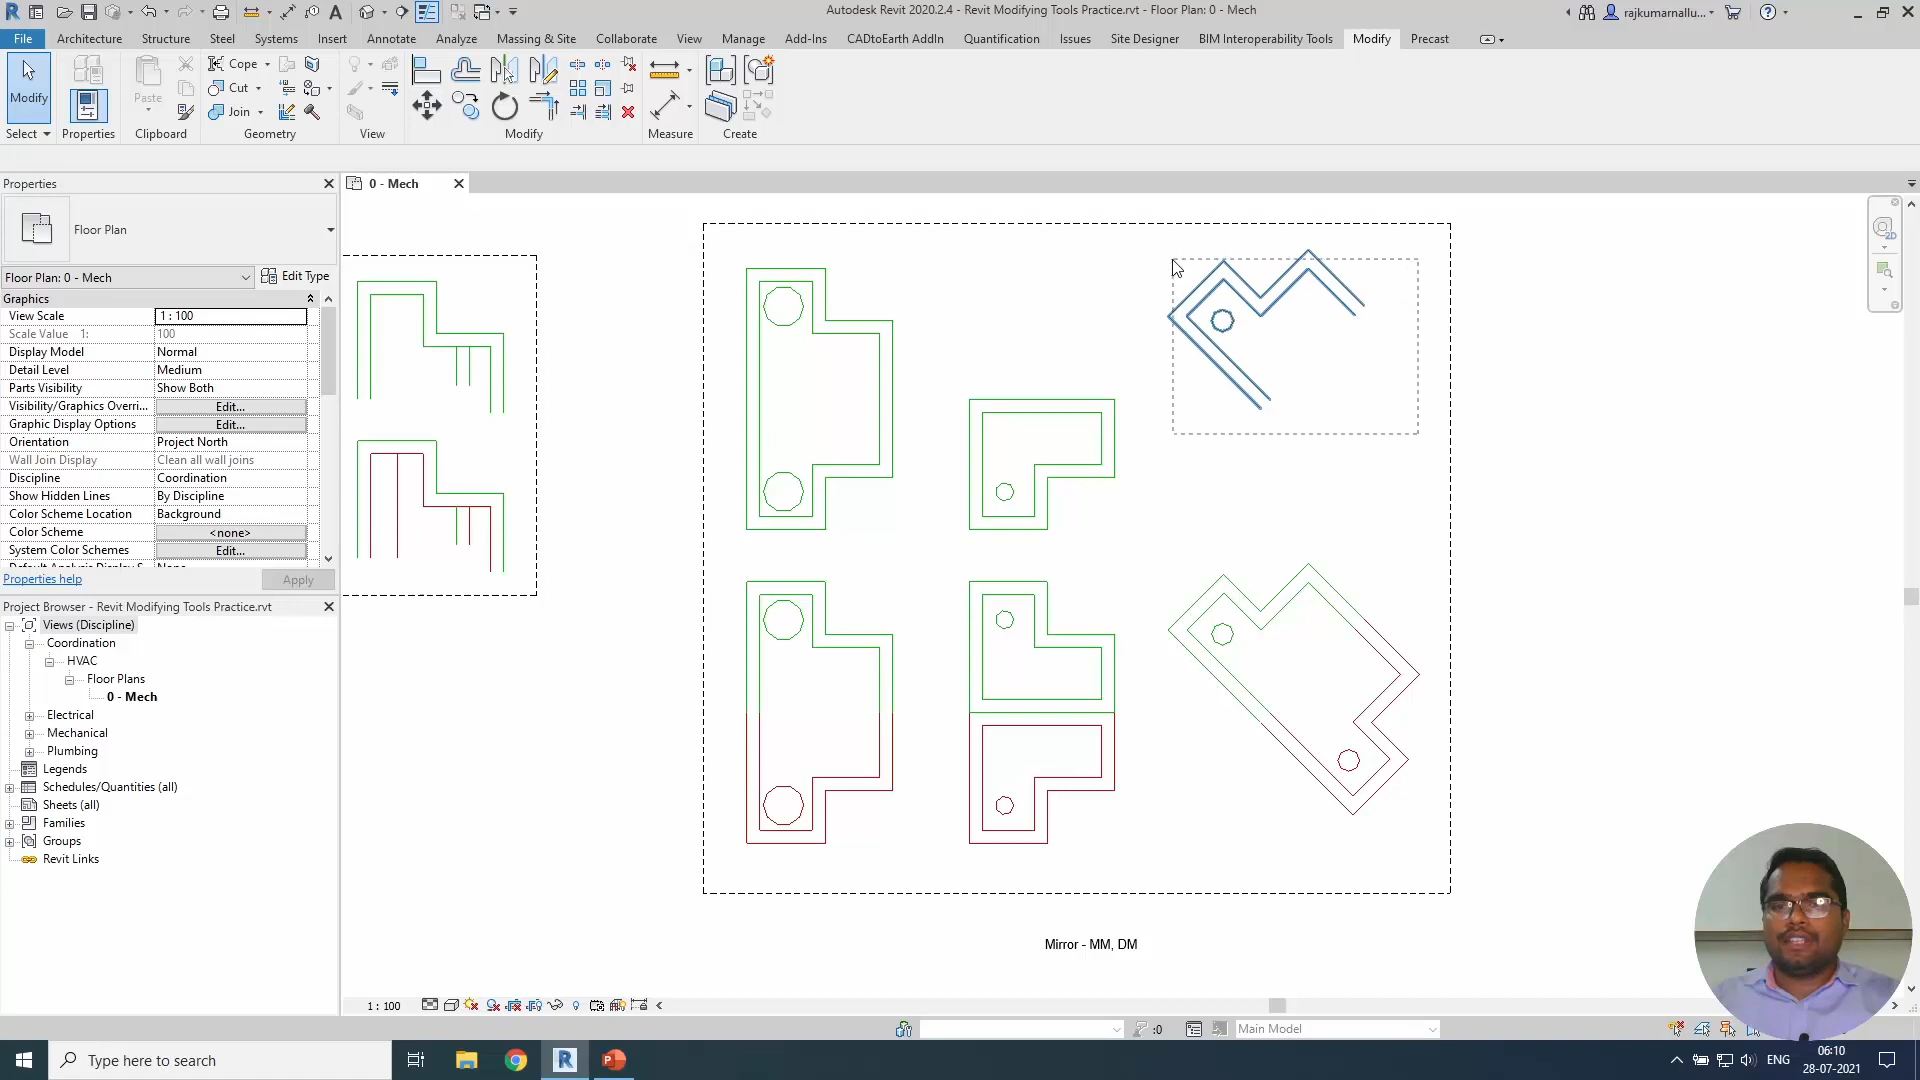 Autodesk Revit 2020.2.4 - Revit Modifying Tools Practice.rvt - Floor Plan: 0 - Mech
rajkumarnallu...
File Architecture Structure Steel Systems Insert Annotate Analyze Massing & Site Collaborate View Manage Add-Ins CADtoEarth AddIn Quantification Issues Site Designer BIM Interoperability Tools Modify Precast
Modify
Paste
Cope
Cut
Join
Select Properties Clipboard Geometry View Modify Measure Create
Properties
0 - Mech
Floor Plan
Floor Plan: 0 - Mech Edit Type
Graphics
View Scale 1 : 100
Scale Value 1: 100
Display Model Normal
Detail Level Medium
Parts Visibility Show Both
Visibility/Graphics Overri... Edit...
Graphic Display Options Edit...
Orientation Project North
Wall Join Display Clean all wall joins
Discipline Coordination
Show Hidden Lines By Discipline
Color Scheme Location Background
Color Scheme <none>
System Color Schemes Edit...
Properties help Apply
Project Browser - Revit Modifying Tools Practice.rvt
Views (Discipline)
Coordination
HVAC
Floor Plans
0 - Mech
Electrical
Mechanical
Plumbing
Legends
Schedules/Quantities (all)
Sheets (all)
Families
Groups
Revit Links
Mirror - MM, DM
1 : 100
:0
Main Model
Type here to search
ENG
06:10
28-07-2021
2D